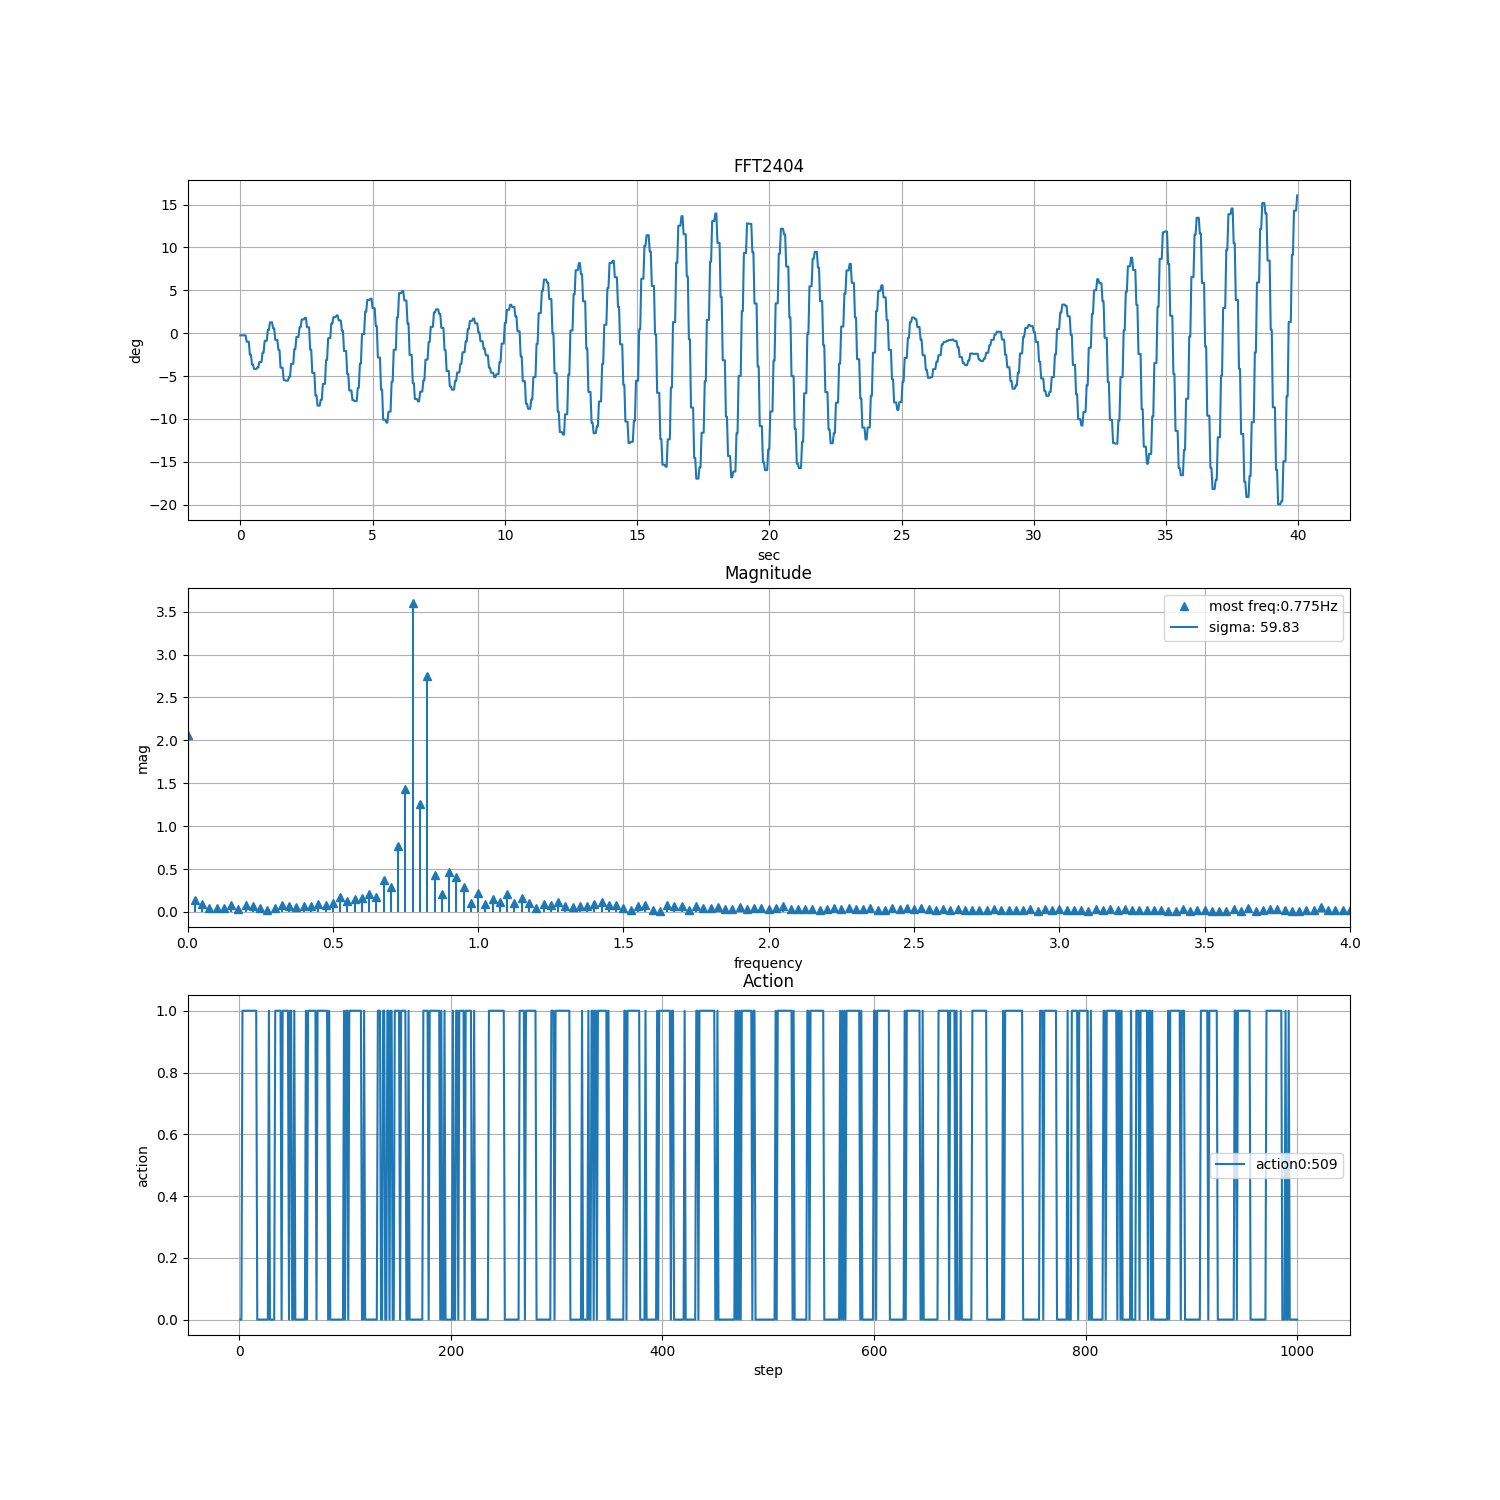 FFT2404
15
10
5
0
−5
−10
−15
−20
deg
0 5 10 15 20 25 30 35 40
sec
Magnitude
3.5
3.0
2.5
2.0
1.5
1.0
0.5
0.0
mag
most freq:0.775Hz
sigma: 59.83
0.0 0.5 1.0 1.5 2.0 2.5 3.0 3.5 4.0
frequency
Action
1.0
0.8
0.6
0.4
0.2
0.0
action
action0:509
0 200 400 600 800 1000
step